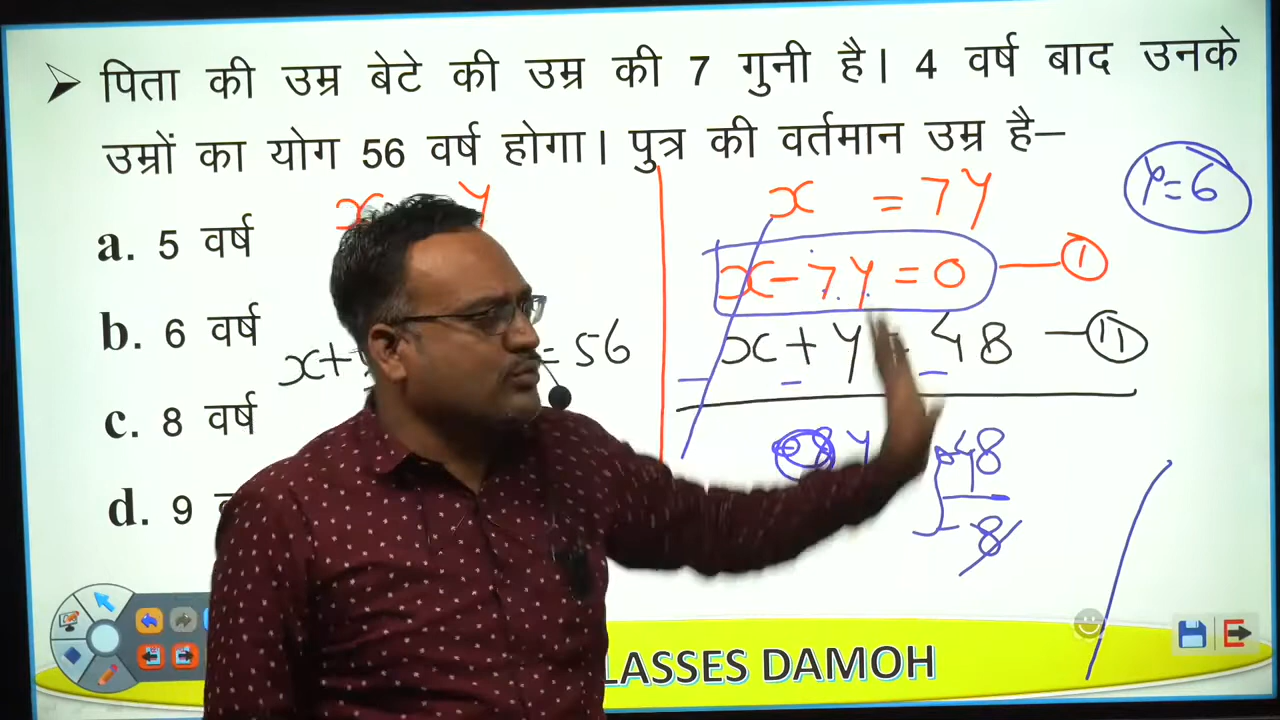 ➤ पिता की उम्र बेटे की उम्र की 7 गुनी है। 4 वर्ष बाद उनके
उम्रों का योग 56 वर्ष होगा। पुत्र की वर्तमान उम्र है–
a. 5 वर्ष
b. 6 वर्ष
c. 8 वर्ष
d. 9
x y
x+ = 56
x = 7y
x - 7y = 0 — ①
x + y = 48 — ⑪
- 8y -48
-8
y = 6
LASSES DAMOH